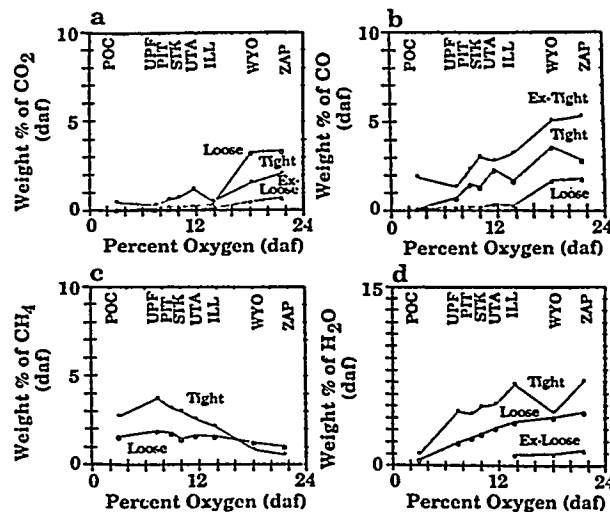 a
10
POC
UPF
PIT
STK
UTA
ILL
WYO
ZAP
Weight % of CO2
(daf)
5
Loose
Tight
Ex-
Loose
0
0
12
24
Percent Oxygen (daf)
b
10
POC
UPF
PIT
STK
UTA
ILL
WYO
ZAP
Weight % of CO
(daf)
Ex-Tight
5
Tight
Loose
0
0
12
24
Percent Oxygen (daf)
c
10
POC
UPF
PIT
STK
UTA
ILL
WYO
ZAP
Weight % of CH4
(daf)
5
Tight
Loose
0
0
12
24
Percent Oxygen (daf)
d
15
POC
UPF
PIT
STK
UTA
ILL
WYO
ZAP
Weight % of H2O
(daf)
Tight
Loose
Ex-Loose
0
0
12
24
Percent Oxygen (daf)